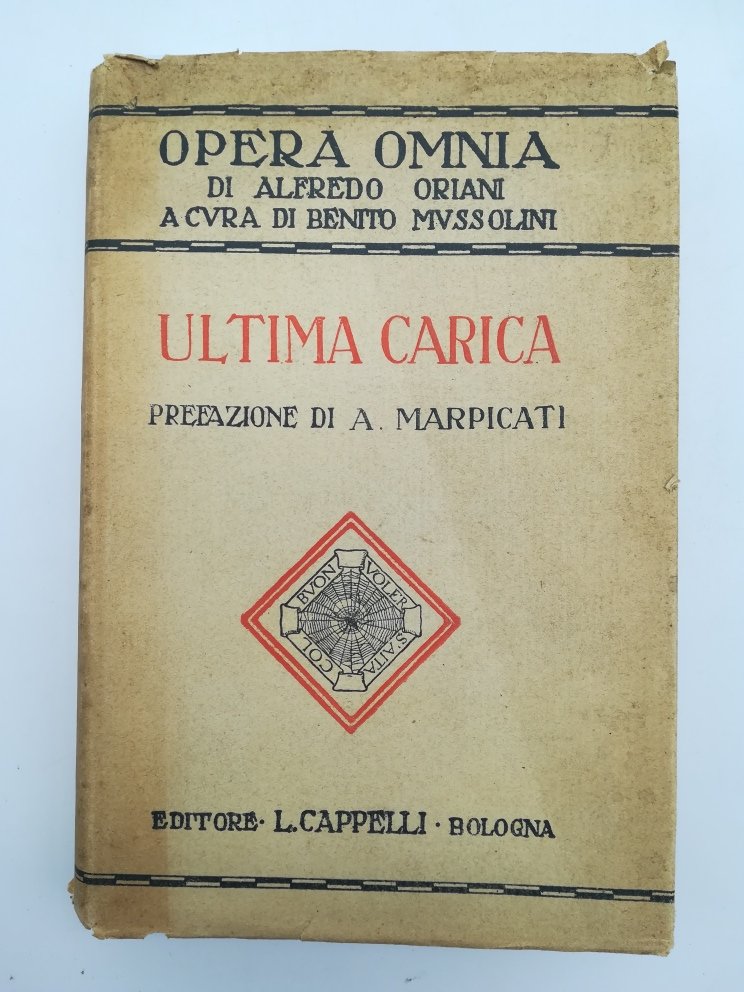 OPERA OMNIA
DI ALFREDO ORIANI
A CVRA DI BENITO MVSSOLINI
ULTIMA CARICA
PREFAZIONE DI A. MARPICATI
COL BVON VOLER S'AITA
EDITORE · L. CAPPELLI · BOLOGNA